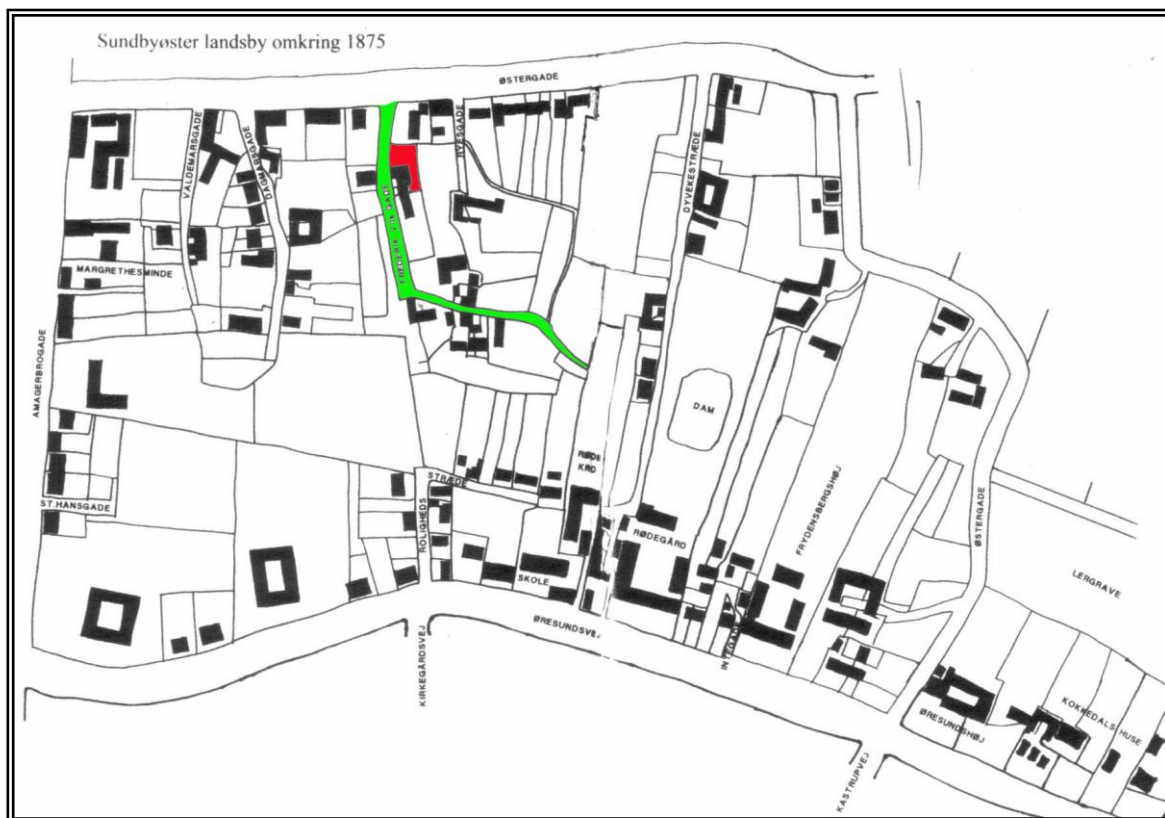 Sundbyøster landsby omkring 1875
ØSTERGADE
VALDEMARSGADE
DAGMARSGADE
RYESGADE
DYVEKESTRÆDE
FREDERIK VII's GADE
MARGRETHESMINDE
AMAGERBROGADE
DAM
RØDE
KRO
STRÆDE
ROLIGHEDS
ST.HANSGADE
RØDEGÅRD
FRYDENSBERGSHØJ
ØSTERGADE
LERGRAVE
SKOLE
ØRESUNDSVEJ
KIRKEGÅRDSVEJ
ØRESUNDSHØJ
KOKKEDALS HUSE
KASTRUPVEJ